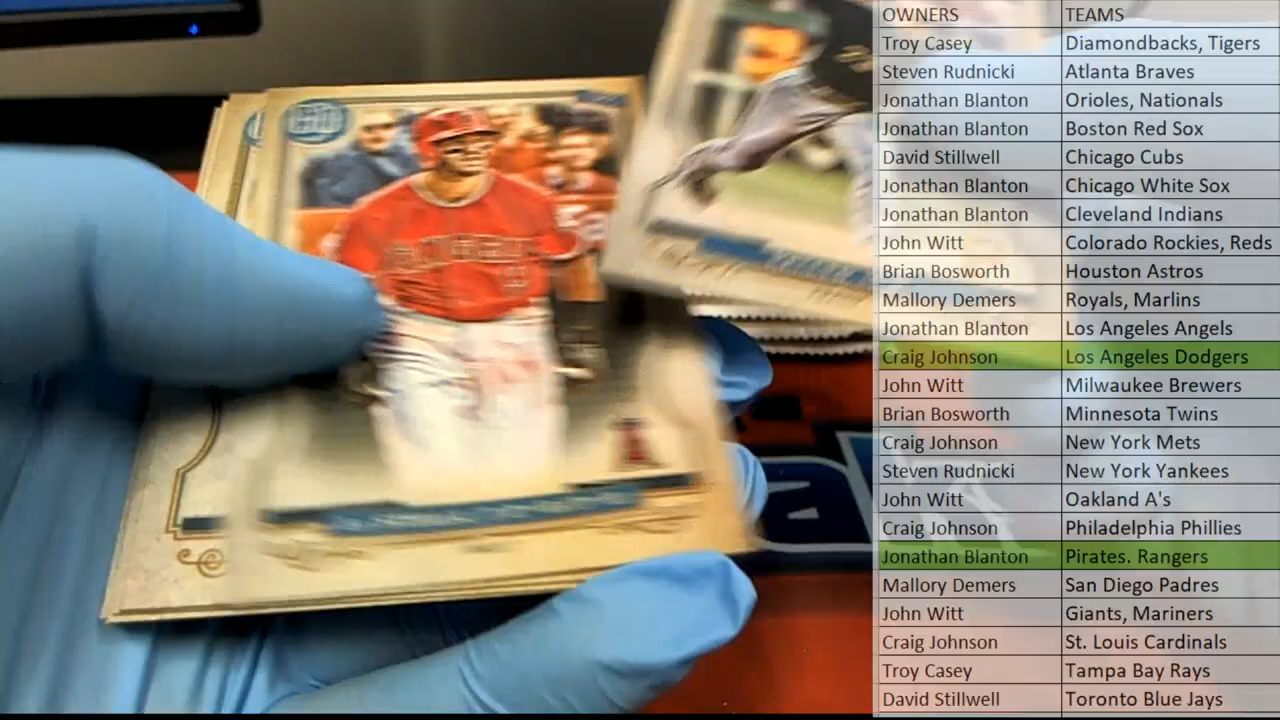 OWNERS TEAMS
Troy Casey Diamondbacks, Tigers
Steven Rudnicki Atlanta Braves
Jonathan Blanton Orioles, Nationals
Jonathan Blanton Boston Red Sox
David Stillwell Chicago Cubs
Jonathan Blanton Chicago White Sox
Jonathan Blanton Cleveland Indians
John Witt Colorado Rockies, Reds
Brian Bosworth Houston Astros
Mallory Demers Royals, Marlins
Jonathan Blanton Los Angeles Angels
Craig Johnson Los Angeles Dodgers
John Witt Milwaukee Brewers
Brian Bosworth Minnesota Twins
Craig Johnson New York Mets
Steven Rudnicki New York Yankees
John Witt Oakland A's
Craig Johnson Philadelphia Phillies
Jonathan Blanton Pirates. Rangers
Mallory Demers San Diego Padres
John Witt Giants, Mariners
Craig Johnson St. Louis Cardinals
Troy Casey Tampa Bay Rays
David Stillwell Toronto Blue Jays